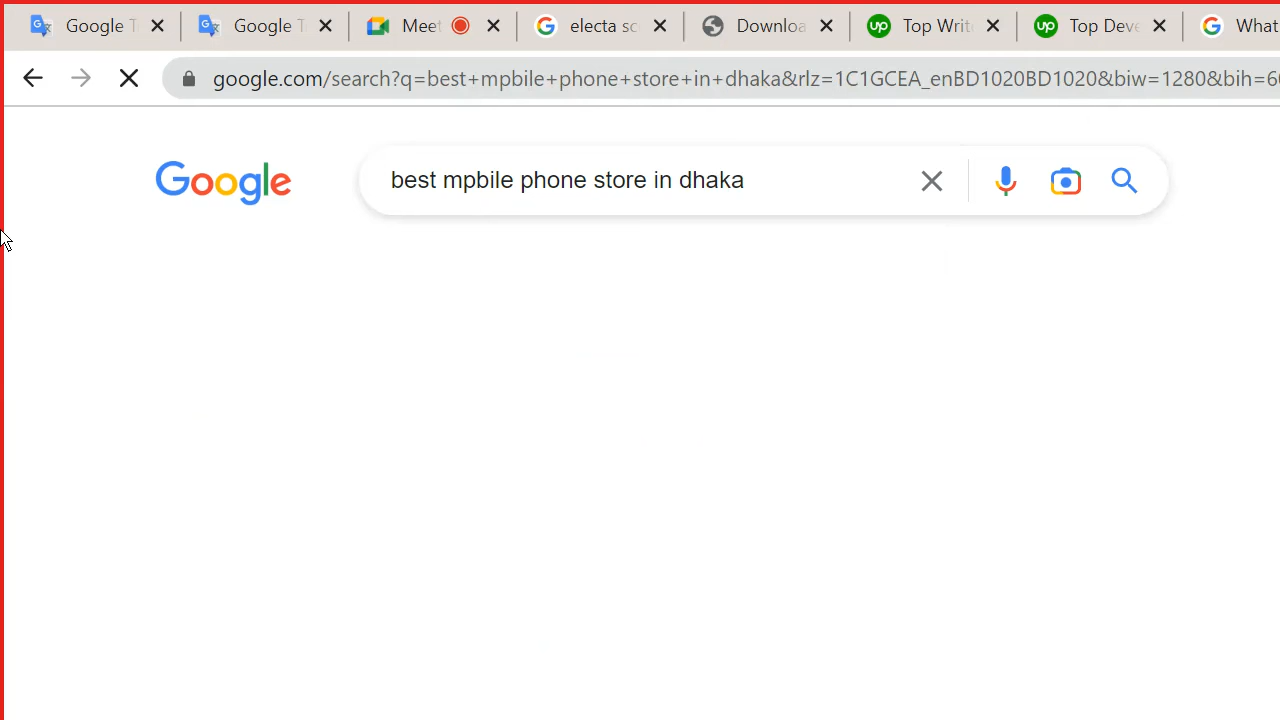 Google T
Google T
Meet
electa sc
Downloa
Top Write
Top Deve
What
google.com/search?q=best+mpbile+phone+store+in+dhaka&rlz=1C1GCEA_enBD1020BD1020&biw=1280&bih=6
Google
best mpbile phone store in dhaka